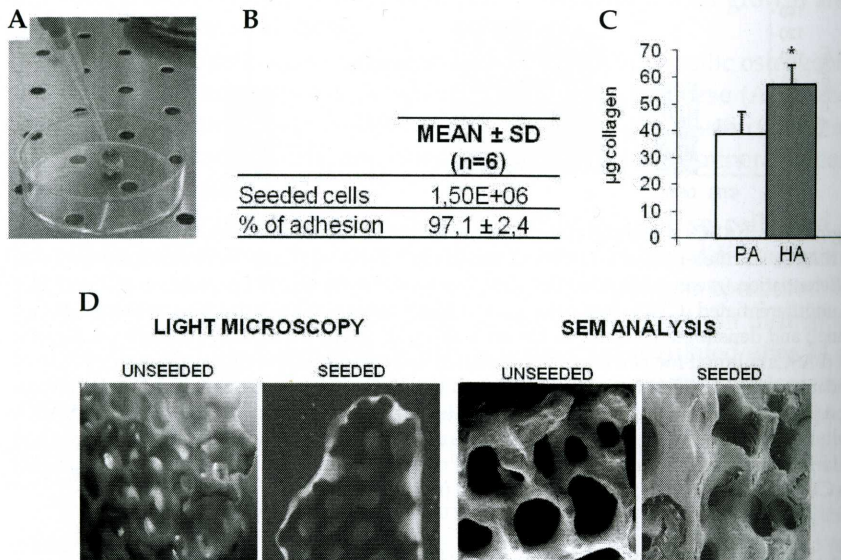 A
B
MEAN ± SD
(n=6)
Seeded cells 1,50E+06
% of adhesion 97,1 ± 2,4
C
70
60
50
40
30
20
10
0
µg collagen
*
PA HA
D
LIGHT MICROSCOPY SEM ANALYSIS
UNSEEDED SEEDED UNSEEDED SEEDED